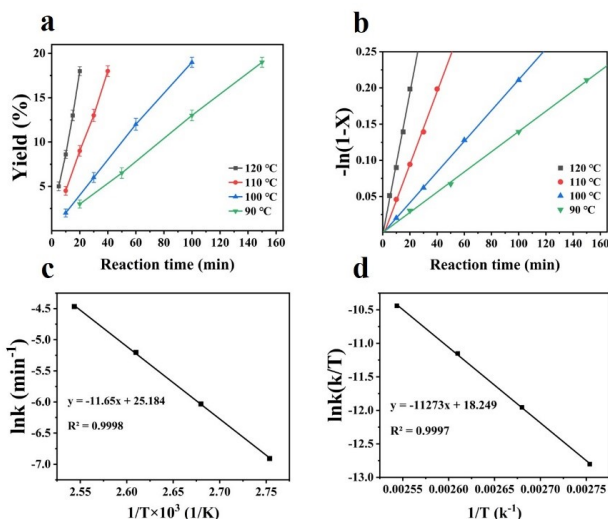 a
20
15
10
5
Yield (%)
120 °C
110 °C
100 °C
90 °C
0 20 40 60 80 100 120 140 160
Reaction time (min)
b
0.25
0.20
0.15
0.10
0.05
-ln(1-X)
120 °C
110 °C
100 °C
90 °C
0 20 40 60 80 100 120 140 160
Reaction time (min)
c
-4.5
-5.0
-5.5
-6.0
-6.5
-7.0
lnk (min⁻¹)
y = -11.65x + 25.184
R² = 0.9998
2.55 2.60 2.65 2.70 2.75
1/T×10³ (1/K)
d
-10.5
-11.0
-11.5
-12.0
-12.5
-13.0
lnk(k/T)
y = -11273x + 18.249
R² = 0.9997
0.00255 0.00260 0.00265 0.00270 0.00275
1/T (k⁻¹)